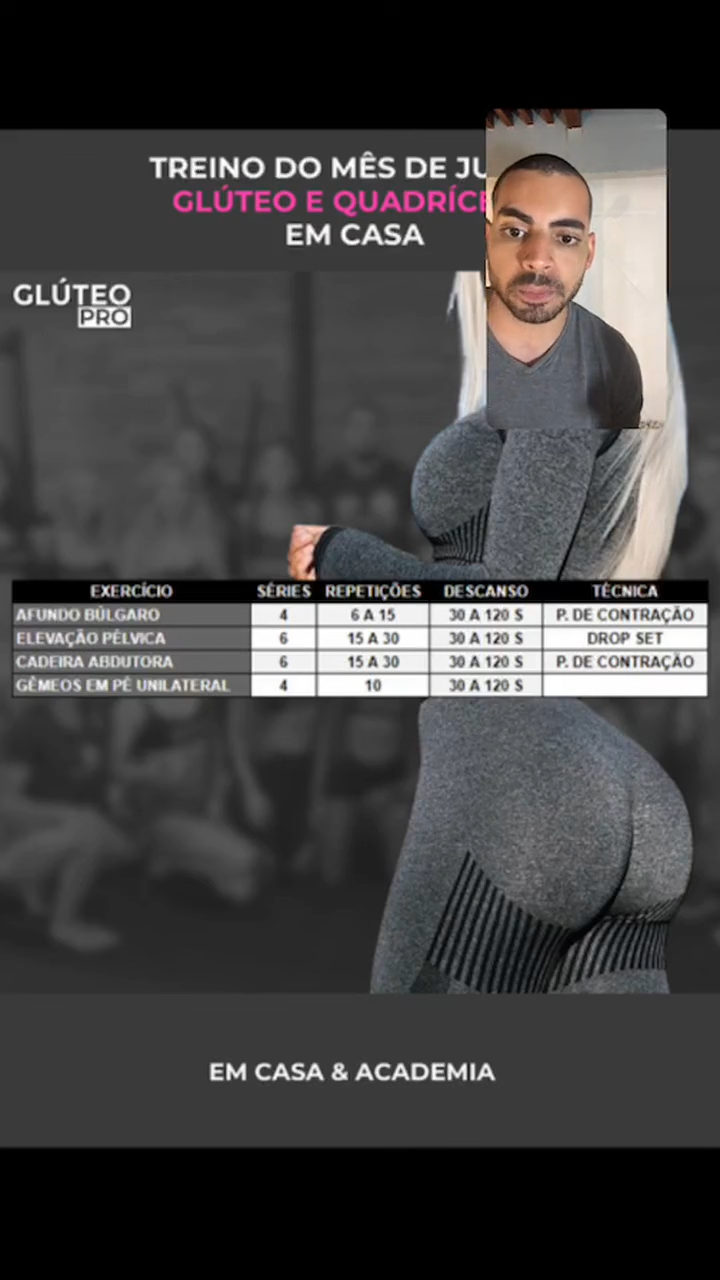 TREINO DO MÊS DE
GLÚTEO E
EM CASA
GLÚTEO
PRO
EXERCÍCIO SÉRIES REPETIÇÕES DESCANSO TÉCNICA
AFUNDO BÚLGARO 4 6 A 15 30 A 120 S P. DE CONTRAÇÃO
ELEVAÇÃO PÉLVICA 6 15 A 30 30 A 120 S DROP SET
CADEIRA ABDUTORA 6 15 A 30 30 A 120 S P. DE CONTRAÇÃO
GÊMEOS EM PÉ UNILATERAL 4 10 30 A 120 S
EM CASA & ACADEMIA